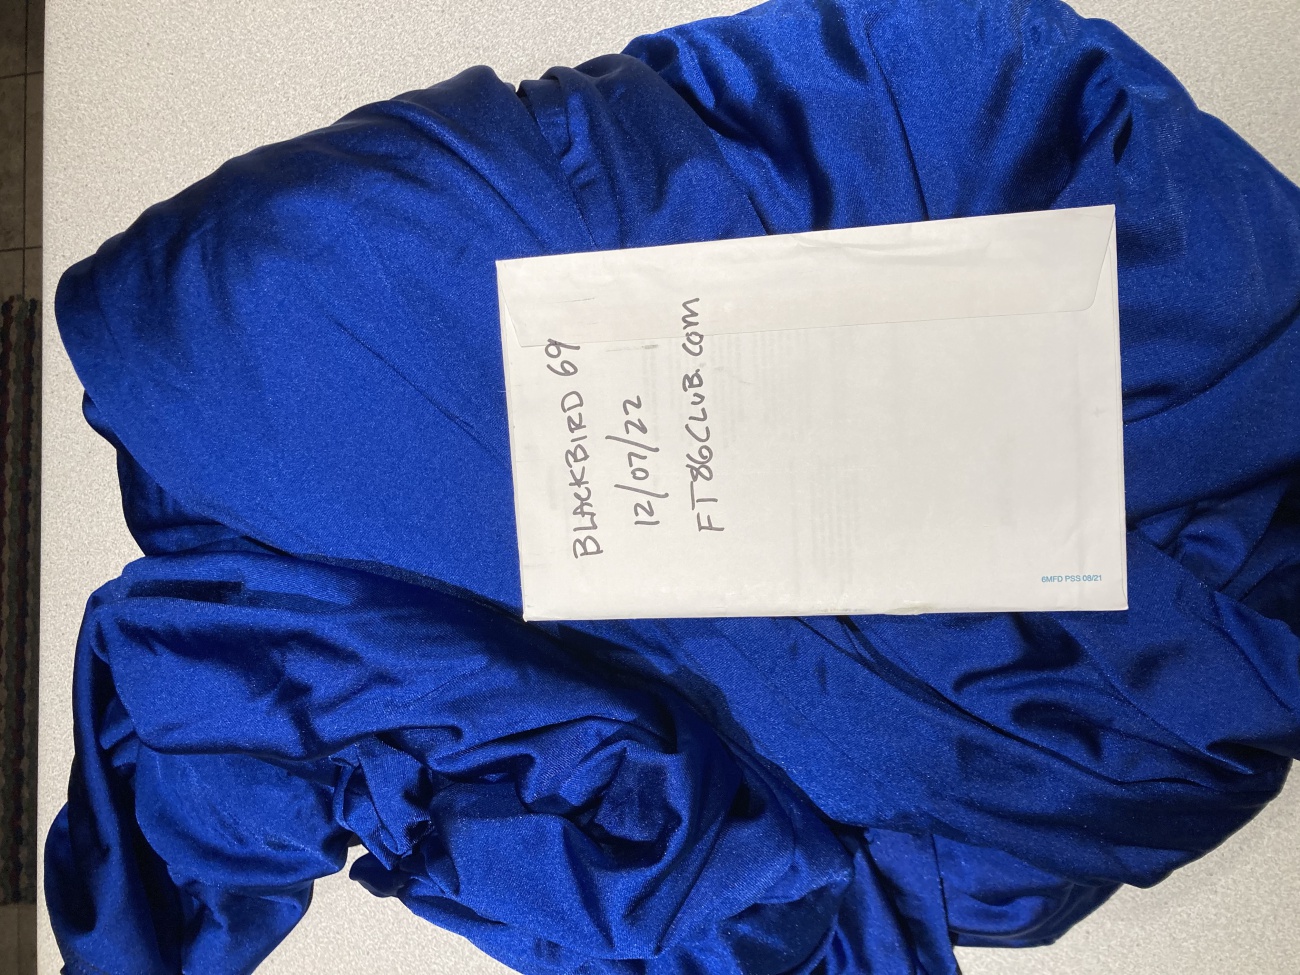 BLACKBIRD 69
12/07/22
FT86CLUB.COM
6MFD PSS 08/21